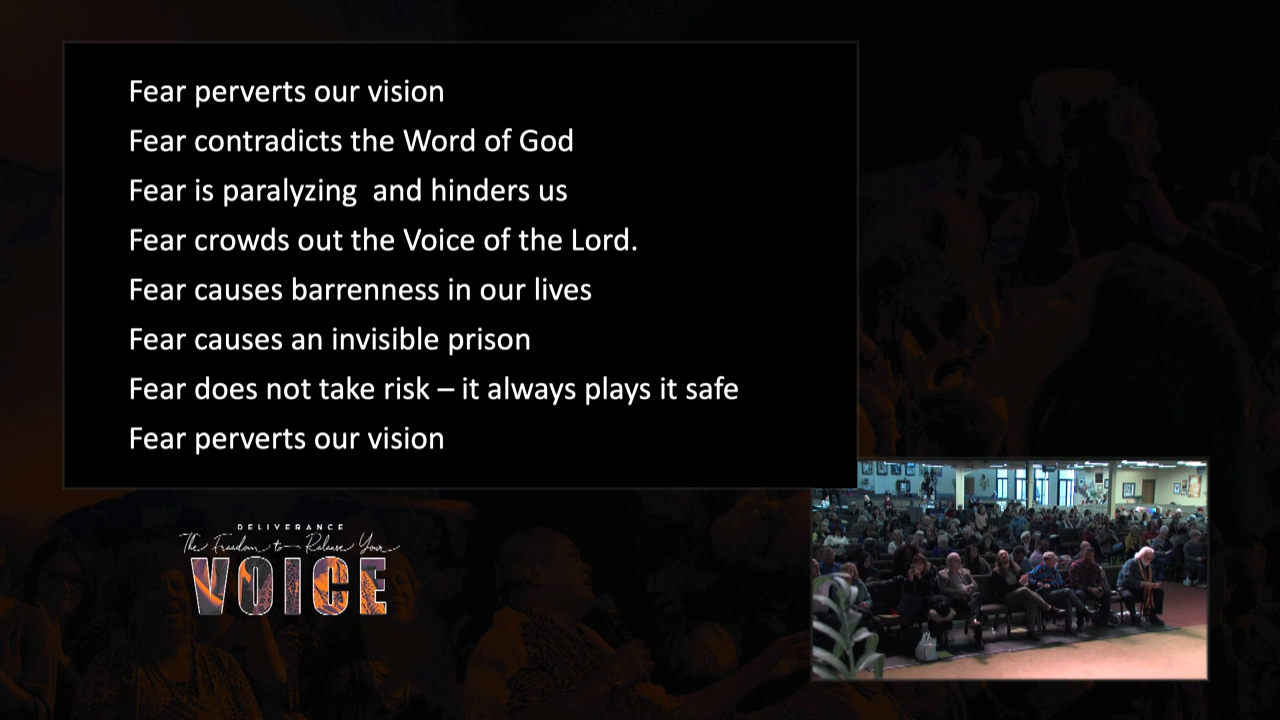 Fear perverts our vision
Fear contradicts the Word of God
Fear is paralyzing  and hinders us
Fear crowds out the Voice of the Lord.
Fear causes barrenness in our lives
Fear causes an invisible prison
Fear does not take risk – it always plays it safe
Fear perverts our vision
DELIVERANCE
The Freedom to Release Your
VOICE